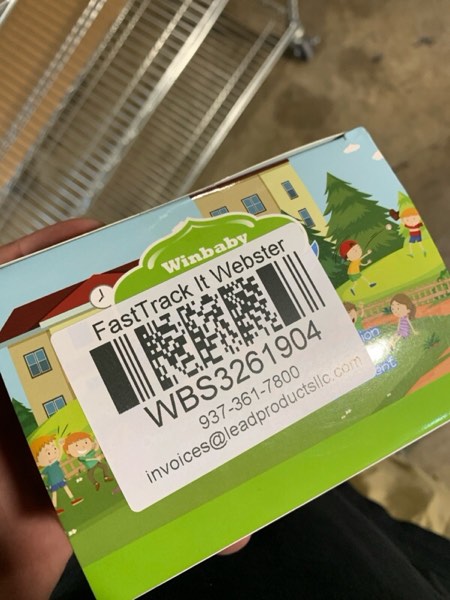 Winbaby
FastTrack It Webster
WBS3261904
937-361-7800
invoices@leadproductsllc.com